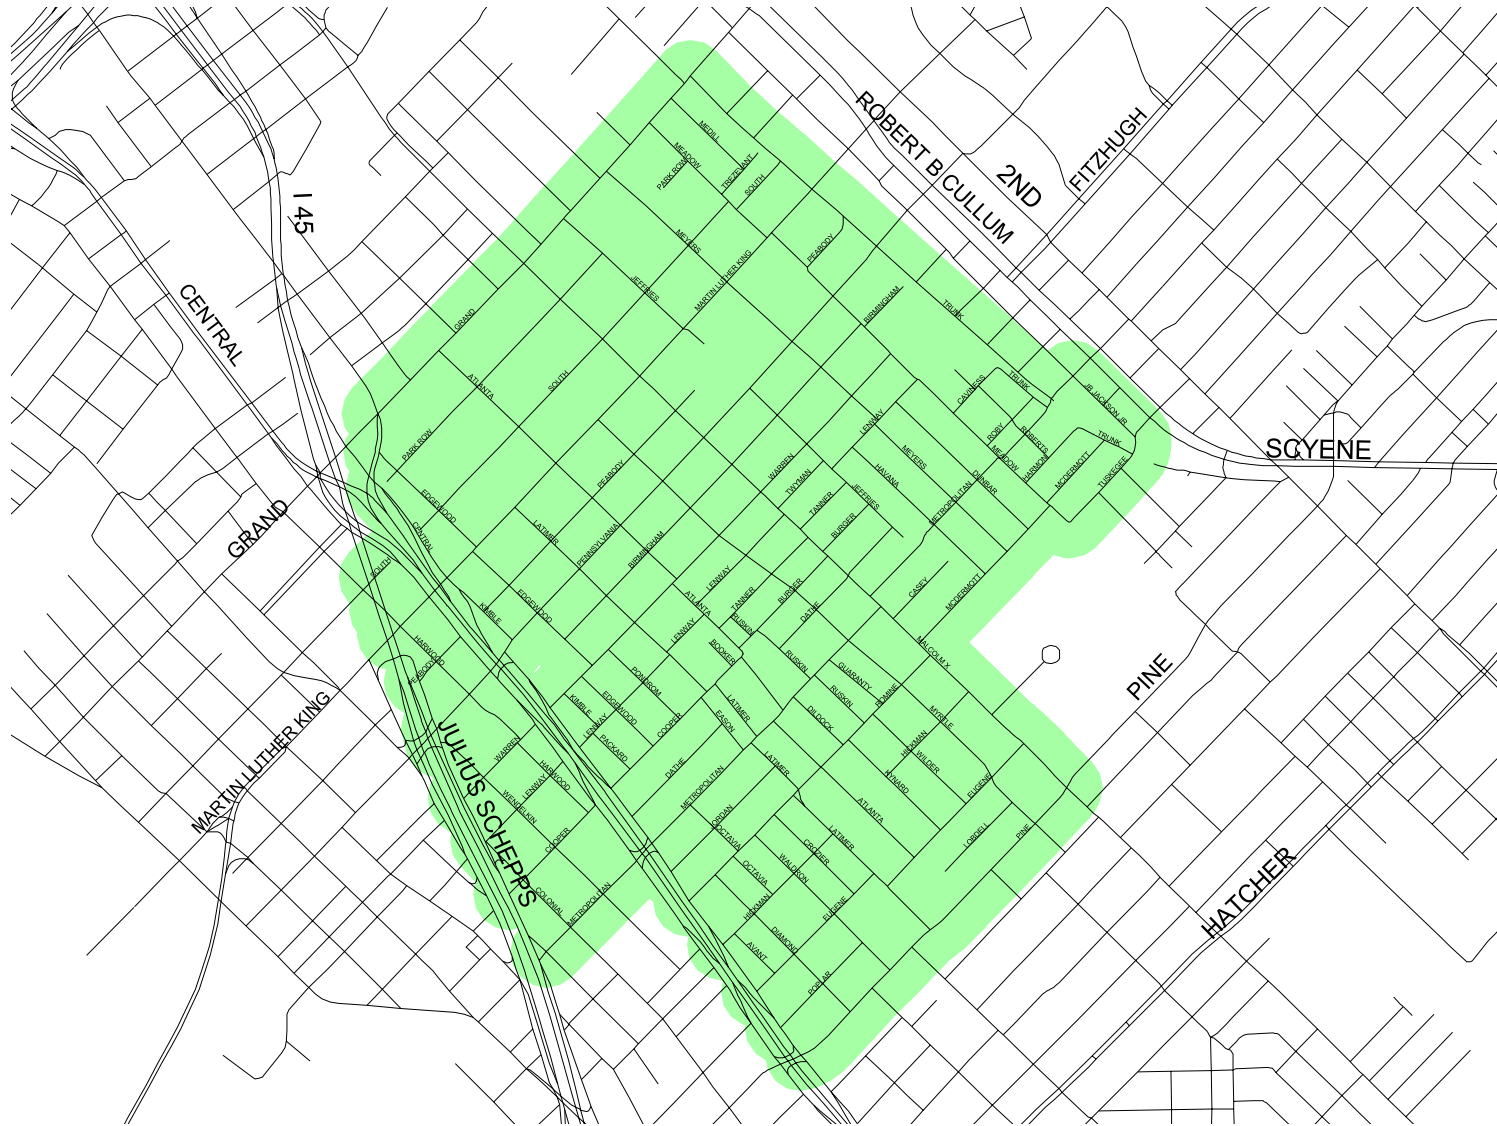 MEDILL
MEADOW
PARK ROW
TREZEVANT
SOUTH
ROBERT B CULLUM
2ND
FITZHUGH
I 45
MEYERS
PEABODY
MARTIN LUTHER KING
JEFFRIES
BIRMINGHAM
TRUNK
CENTRAL
GRAND
ATLANTA
SOUTH
CAVINESS
TRUNK
JB JACKSON JR
LENWAY
ROBY
ROBERTS
TRUNK
PARK ROW
MEYERS
MEADOW
HARMON
MCDERMOTT
TUSKEGEE
SCYENE
PEABODY
WARREN
TWYMAN
HAVANA
DUNBAR
METROPOLITAN
JEFFRIES
TANNER
BURGER
EDGEWOOD
CENTRAL
LATIMER
PENNSYLVANIA
BIRMINGHAM
GRAND
SOUTH
LENWAY
TANNER
BURGER
DATHE
CASEY
MCDERMOTT
KIMBLE
EDGEWOOD
ATLANTA
RUSKIN
LENWAY
BOOKER
MALCOLM X
HARWOOD
PEABODY
RUSKIN
GUARANTY
PONDROM
RUSKIN
ROMINE
PINE
KIMBLE
EDGEWOOD
LENWAY
PACKARD
COOPER
LATIMER
EASON
DILDOCK
MYRTLE
MARTIN LUTHER KING
JULIUS SCHEPPS
WARREN
HARWOOD
LENWAY
WENDELKIN
DATHE
METROPOLITAN
LATIMER
HICKMAN
WILDER
HYNARD
EUGENE
ATLANTA
JORDAN
OCTAVIA
COOPER
LATIMER
CROZIER
WALDRON
OCTAVIA
LOBDELL
PINE
COLONIAL
METROPOLITAN
HICKMAN
EUGENE
DIAMOND
AVANT
POPLAR
HATCHER